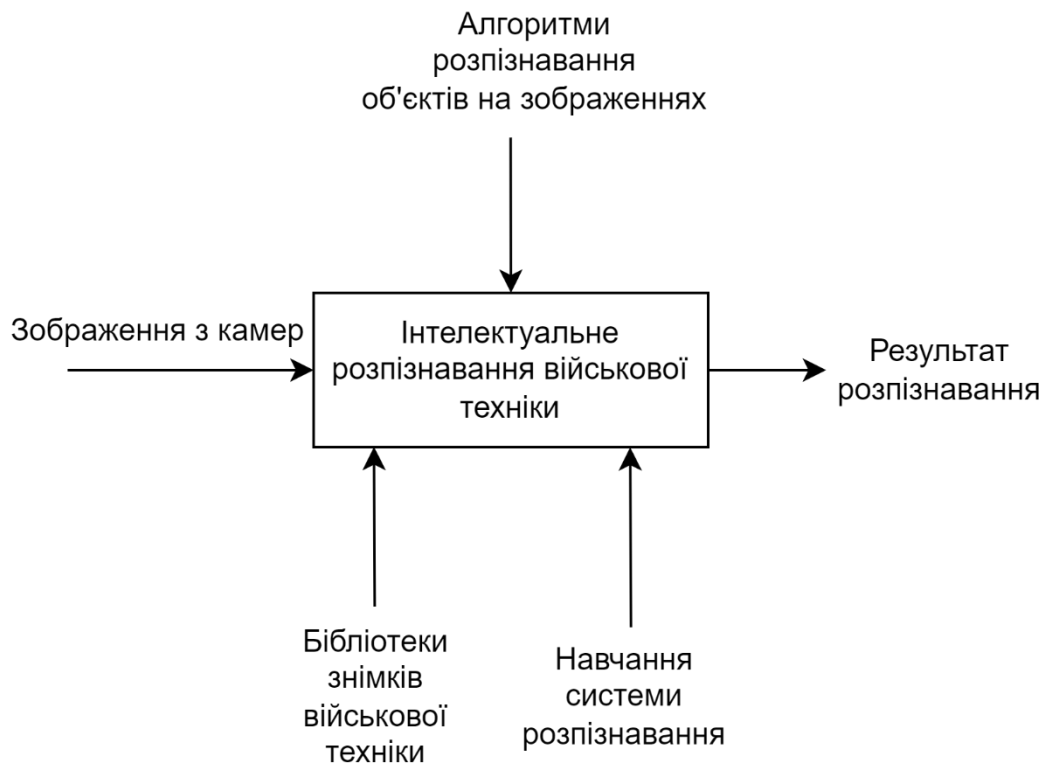 Алгоритми
розпізнавання
об'єктів на зображеннях
Зображення з камер
Інтелектуальне
розпізнавання військової
техніки
Результат
розпізнавання
Бібліотеки
знімків
військової
техніки
Навчання
системи
розпізнавання